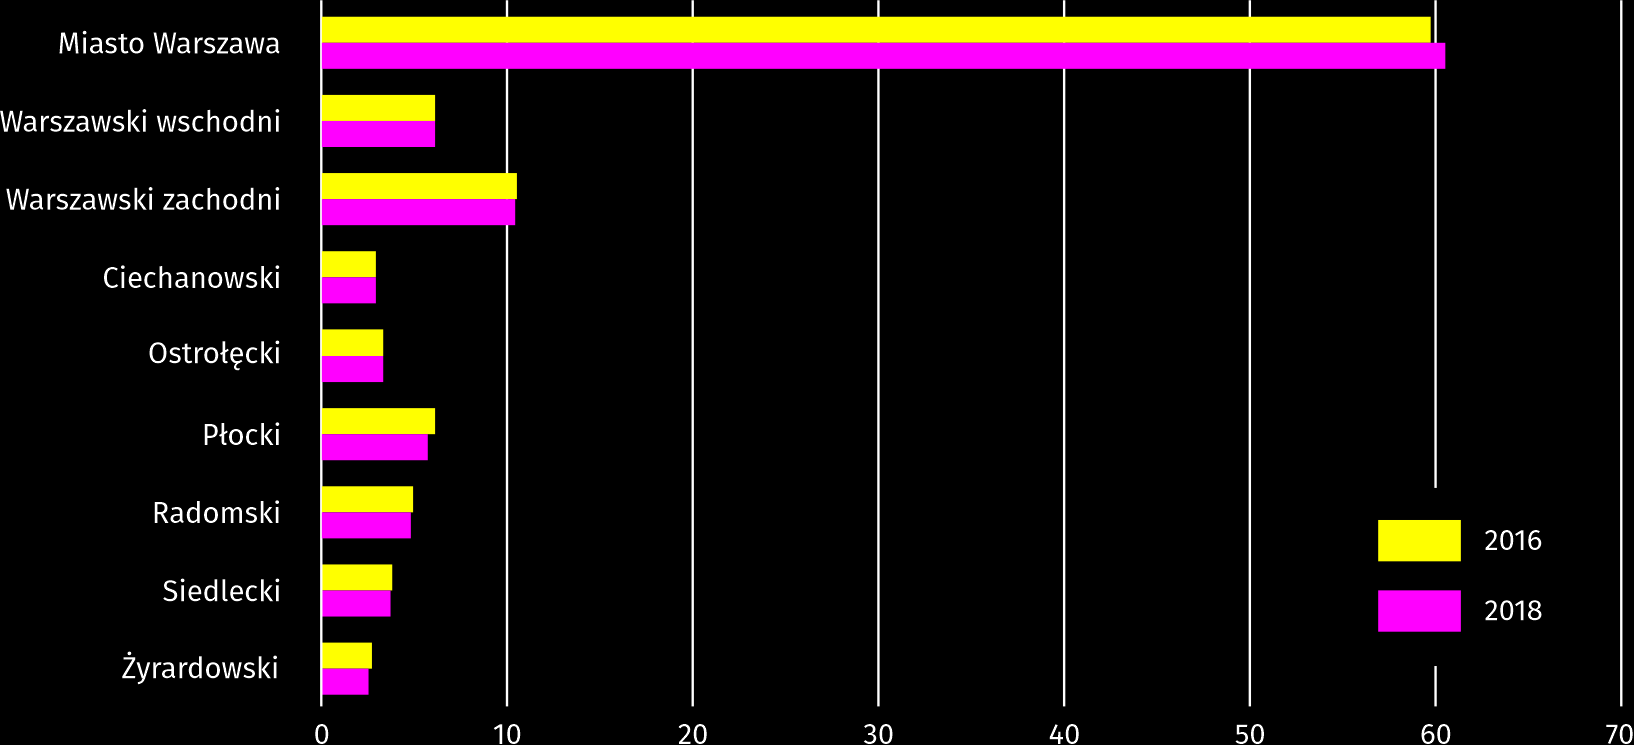 Miasto Warszawa
Warszawski wschodni
Warszawski zachodni
Ciechanowski
Ostrołęcki
Płocki
Radomski
Siedlecki
Żyrardowski
2016
2018
0 10 20 30 40 50 60 70